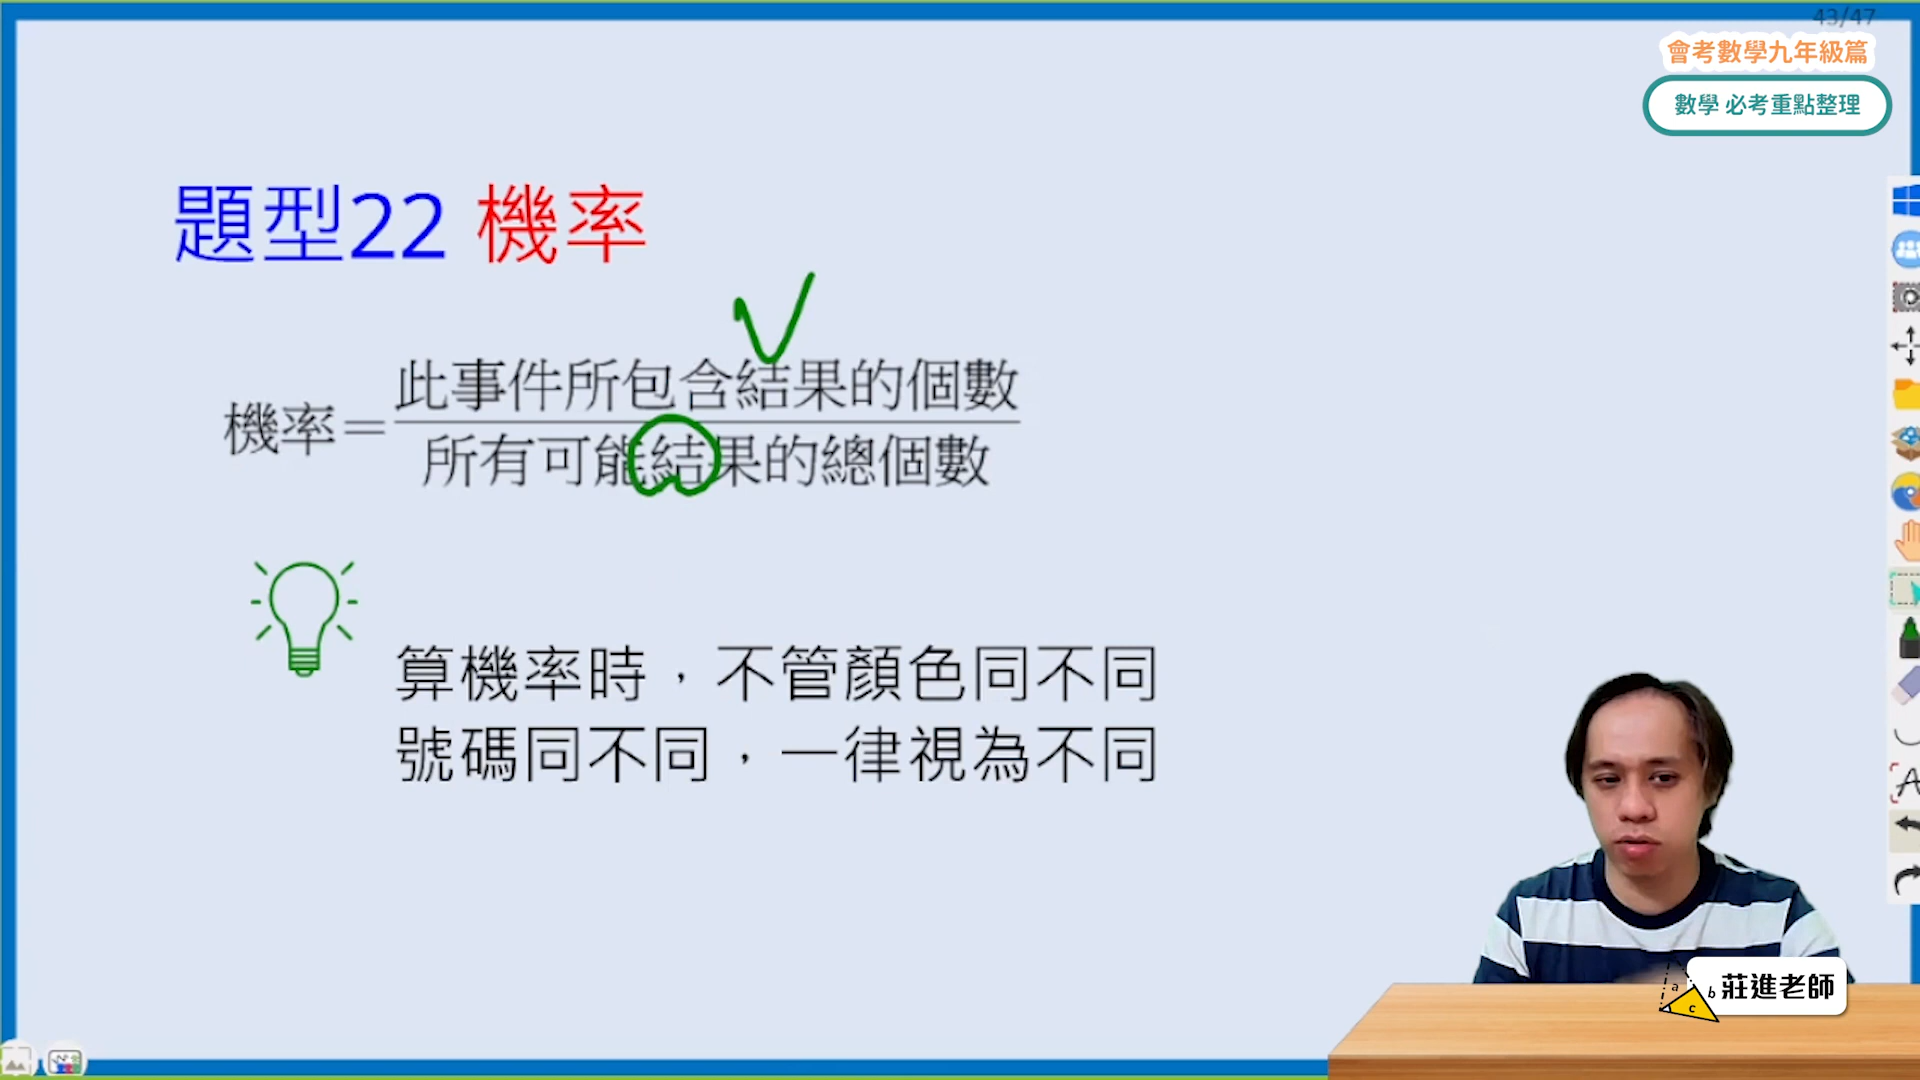 43/47
會考數學九年級篇
數學 必考重點整理
題型22 機率
機率=此事件所包含結果的個數
所有可能結果的總個數
算機率時，不管顏色同不同
號碼同不同，一律視為不同
a b c
莊進老師